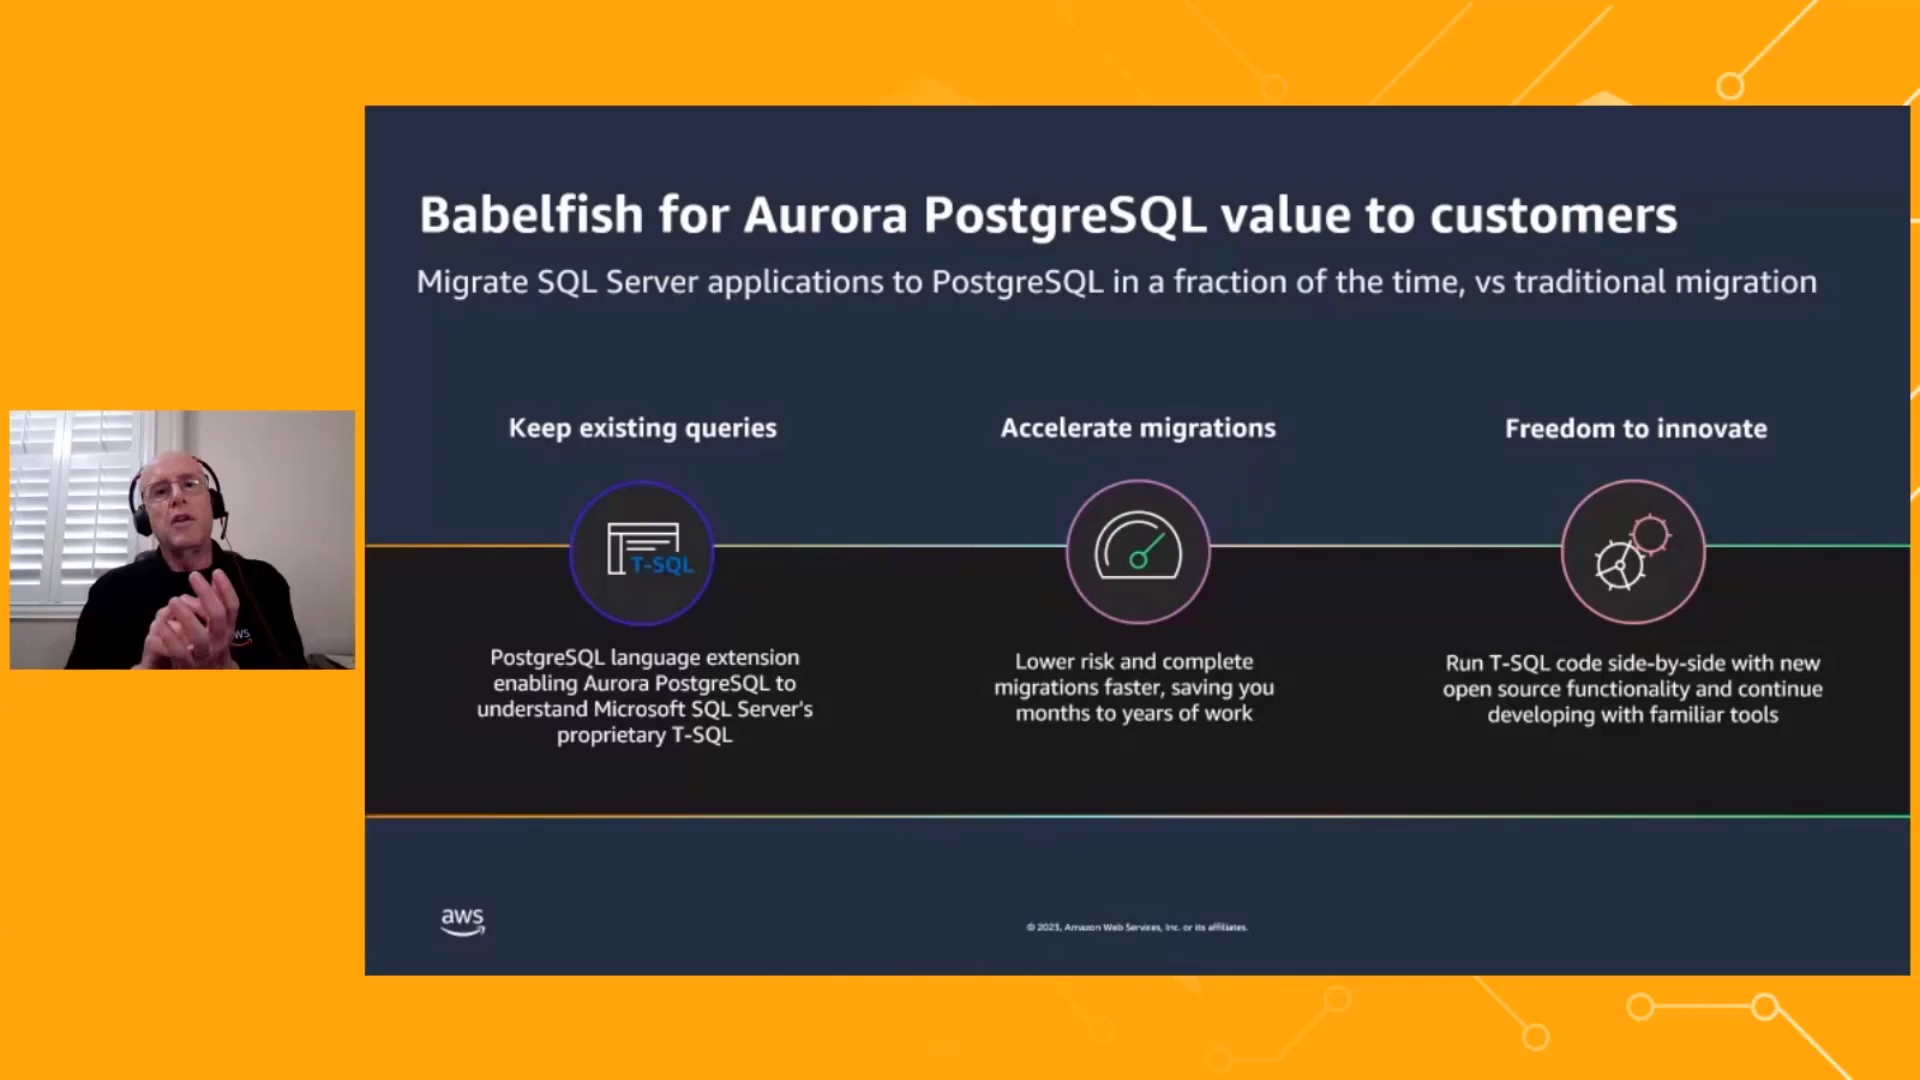 Babelfish for Aurora PostgreSQL value to customers
Migrate SQL Server applications to PostgreSQL in a fraction of the time, vs traditional migration
Keep existing queries
T-SQL
PostgreSQL language extension
enabling Aurora PostgreSQL to
understand Microsoft SQL Server's
proprietary T-SQL
Accelerate migrations
Lower risk and complete
migrations faster, saving you
months to years of work
Freedom to innovate
Run T-SQL code side-by-side with new
open source functionality and continue
developing with familiar tools
aws
© 2023, Amazon Web Services, Inc. or its affiliates.